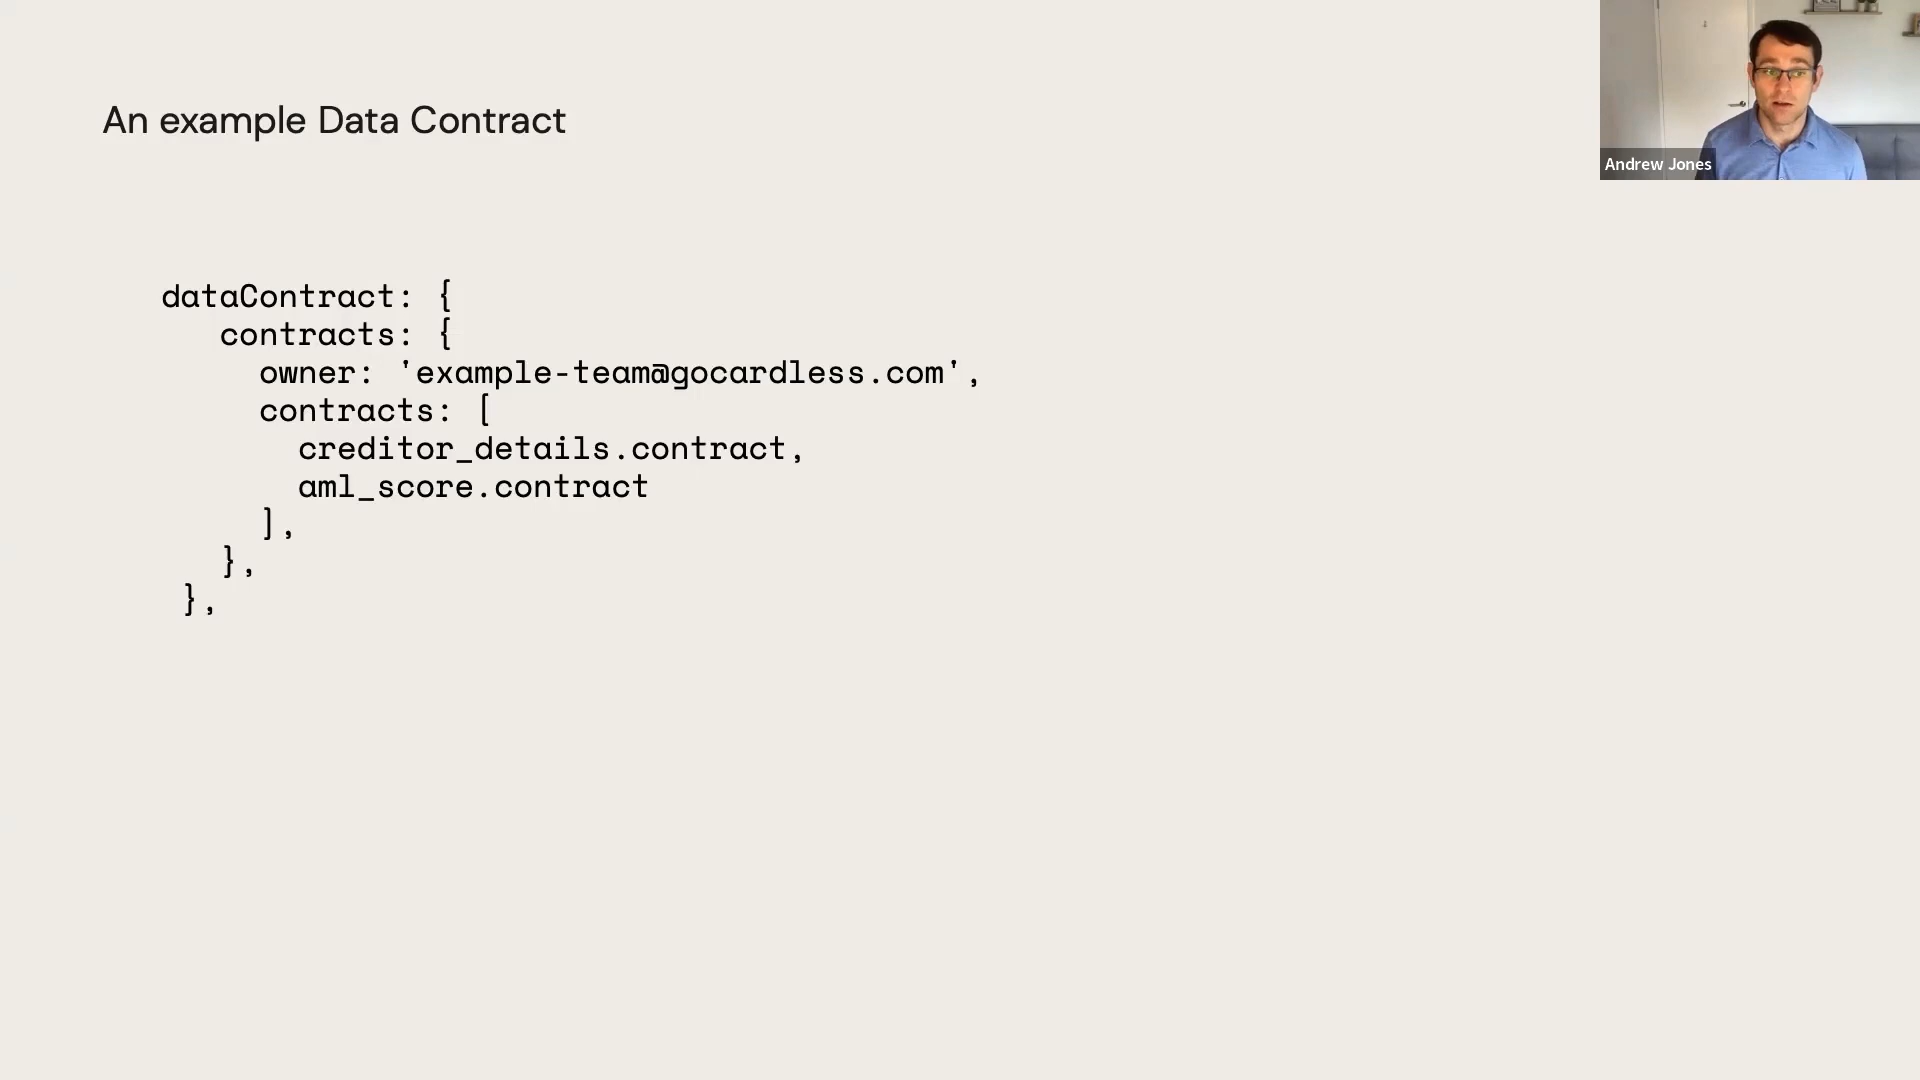 An example Data Contract
Andrew Jones
dataContract: {
contracts: {
owner: 'example-team@gocardless.com',
contracts: [
creditor_details.contract,
aml_score.contract
],
},
},